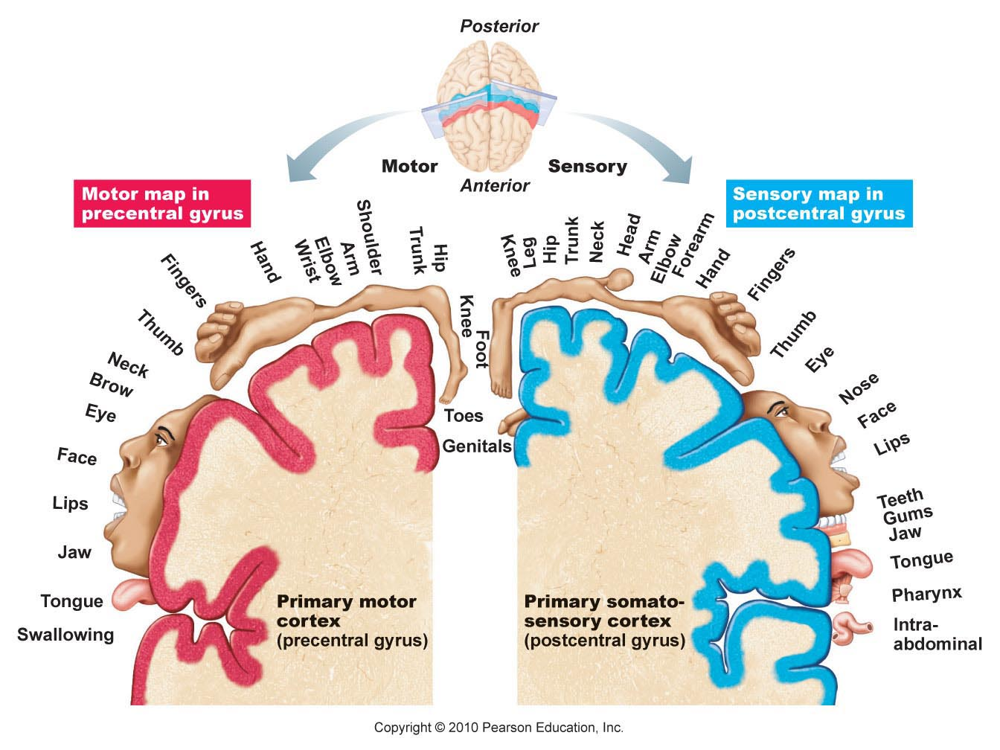 Posterior
Motor
Sensory
Anterior
Motor map in
precentral gyrus
Sensory map in
postcentral gyrus
Swallowing
Tongue
Jaw
Lips
Face
Eye
Brow
Neck
Thumb
Fingers
Hand
Wrist
Elbow
Arm
Shoulder
Trunk
Hip
Knee
Foot
Toes
Genitals
Knee
Leg
Hip
Trunk
Neck
Head
Arm
Elbow
Forearm
Hand
Fingers
Thumb
Eye
Nose
Face
Lips
Teeth
Gums
Jaw
Tongue
Pharynx
Intra-
abdominal
Primary motor
cortex
(precentral gyrus)
Primary somato-
sensory cortex
(postcentral gyrus)
Copyright © 2010 Pearson Education, Inc.